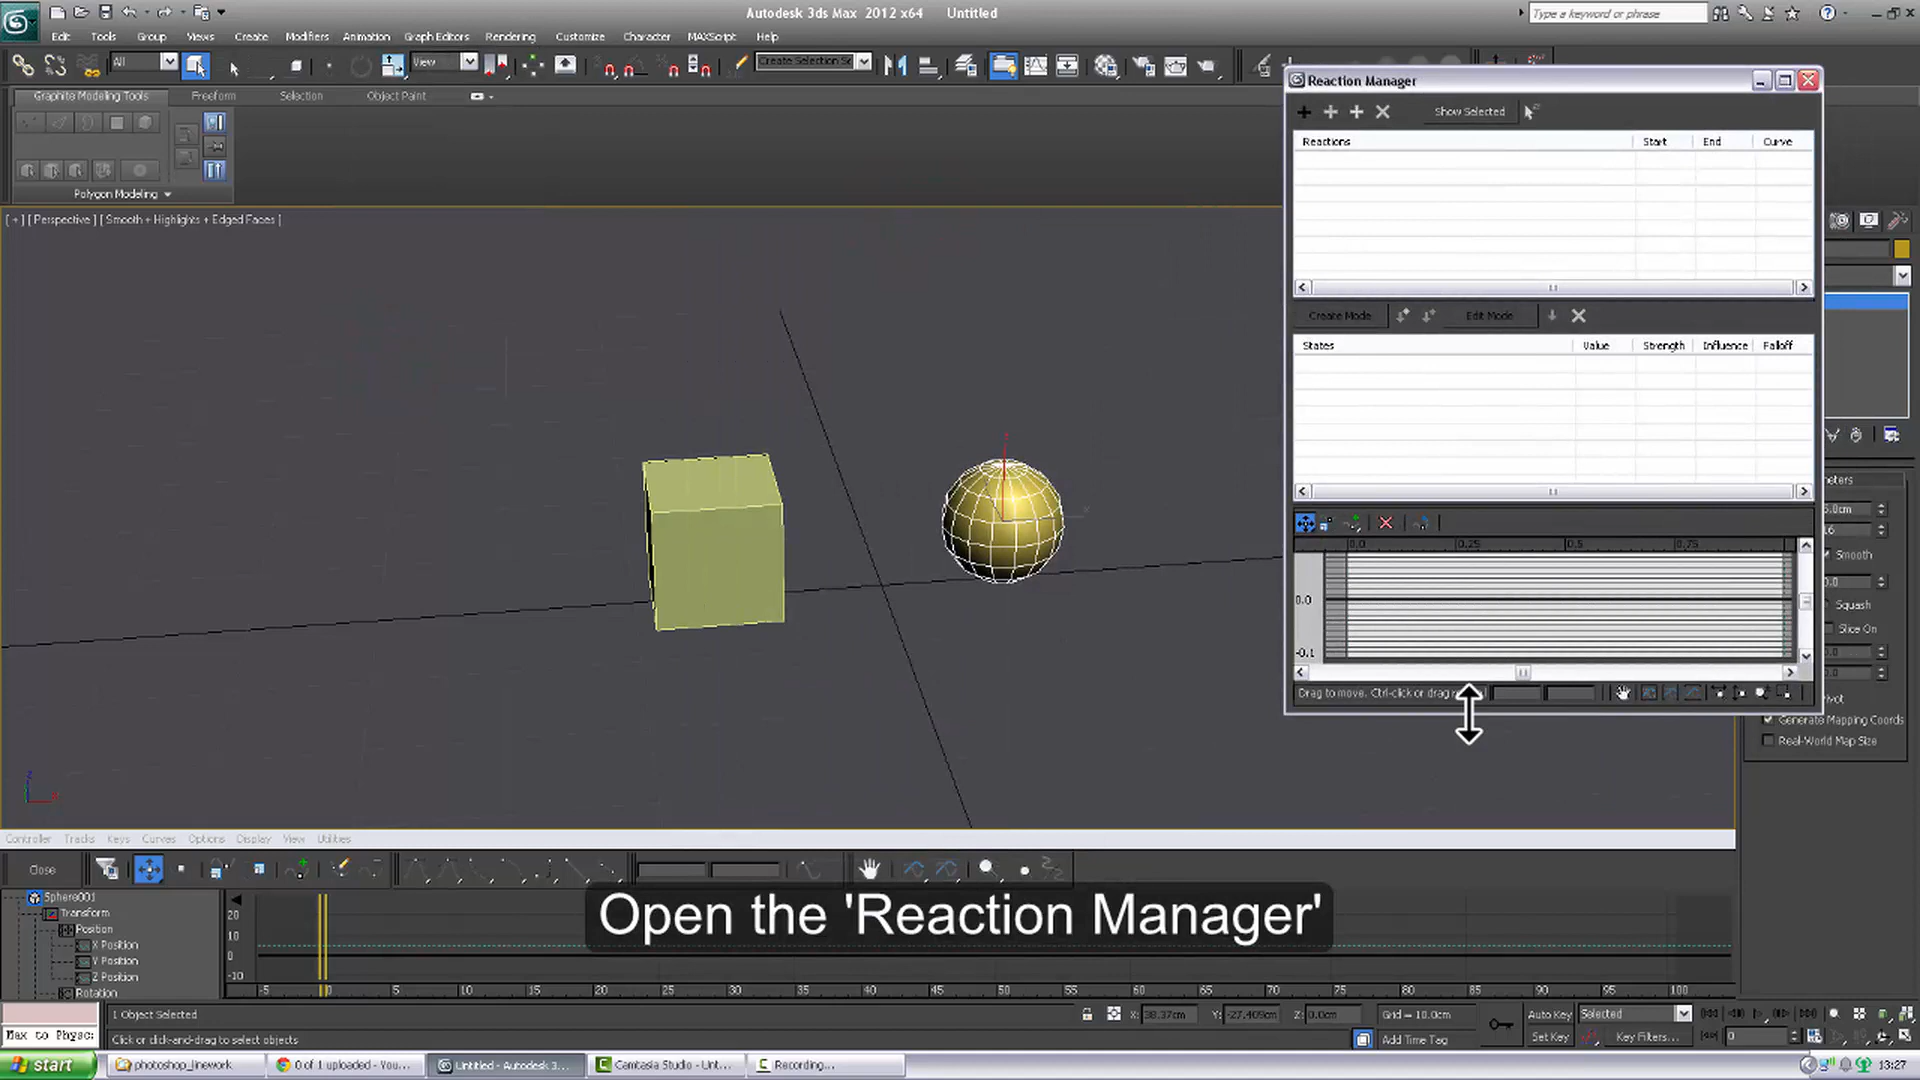 Autodesk 3ds Max 2012 x64 Untitled
Type a keyword or phrase
Edit Tools Group Views Create Modifiers Animation Graph Editors Rendering Customize Character MAXScript Help
All
View
Create Selection Se
Graphite Modeling Tools Freeform Selection Object Paint
Polygon Modeling
[ + ] [ Perspective ] [ Smooth + Highlights + Edged Faces ]
Reaction Manager
Show Selected
Reactions Start End Curve
Create Mode Edit Mode
States Value Strength Influence Falloff
0.0 0.25 0.5 0.75
0.0
-0.1
Drag to move. Ctrl-click or drag r
Smooth
Squash
Slice On
Generate Mapping Coords
Real-World Map Size
Controller Tracks Keys Curves Options Display View Utilities
Close
Sphere001
Transform
Position
X Position
Y Position
Z Position
Rotation
20
10
0
-10
-5 0 5 10 15 20 25 30 35 40 45 50 55 60 65 70 75 80 85 90 95 100
Open the 'Reaction Manager'
1 Object Selected
X: 38.37cm Y: -27.409cm Z: 0.0cm Grid = 10.0cm
Auto Key Selected
Max to Physc:
Click or click-and-drag to select objects
Add Time Tag
Set Key Key Filters...
0
start
photoshop_linework
0 of 1 uploaded - You...
Untitled - Autodesk 3...
Camtasia Studio - Unt...
Recording...
13:27